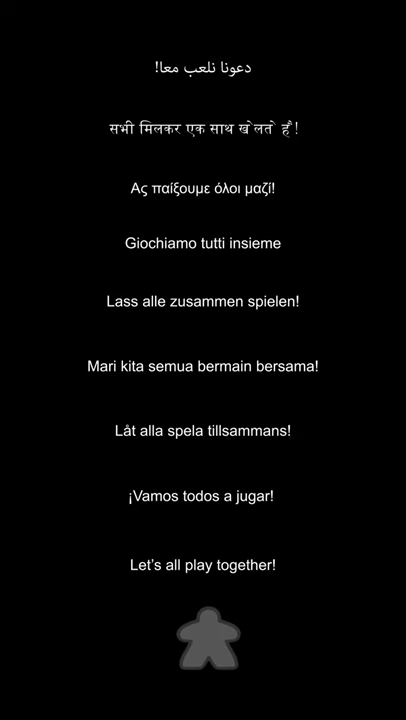 دعونا نلعب معا!
सभी मिलकर एक साथ खेलते हैं!
Ας παίξουμε όλοι μαζί!
Giochiamo tutti insieme
Lass alle zusammen spielen!
Mari kita semua bermain bersama!
Låt alla spela tillsammans!
¡Vamos todos a jugar!
Let’s all play together!